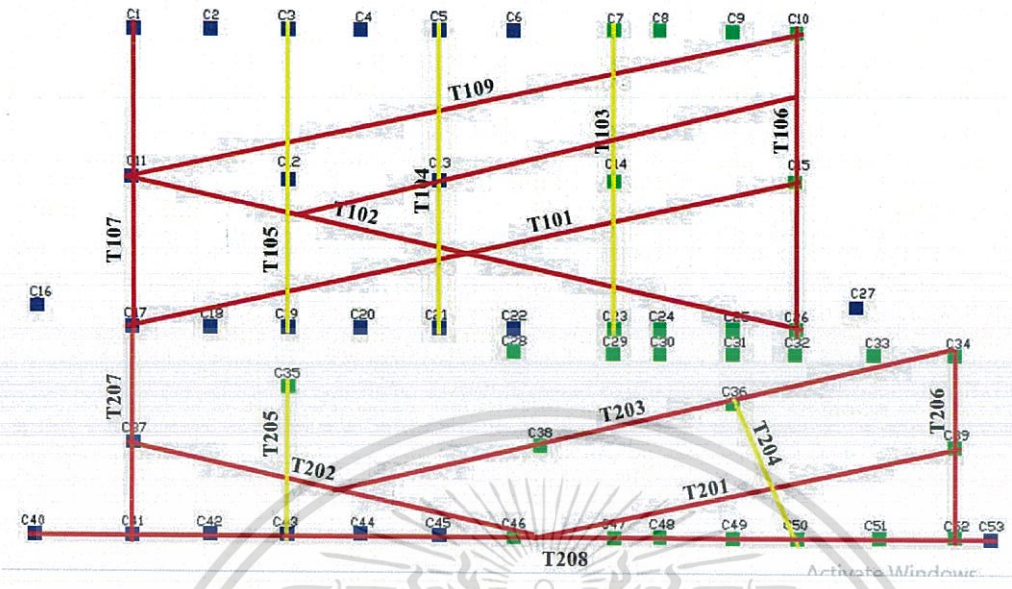 C1 C2 C3 C4 C5 C6 C7 C8 C9 C10
T109
T103
T106
C11 C12 C13 C14 C15
T104
T102
T101
T107
T105
C16
C27
C17 C18 C19 C20 C21 C22 C23 C24 C25 C26
C28 C29 C30 C31 C32 C33 C34
C35
T207
C36
T203
T206
T205
C38
T204
C37
C39
T202
T201
C40 C41 C42 C43 C44 C45 C46 C47 C48 C49 C50 C51 C52 C53
T208
Activate Windows